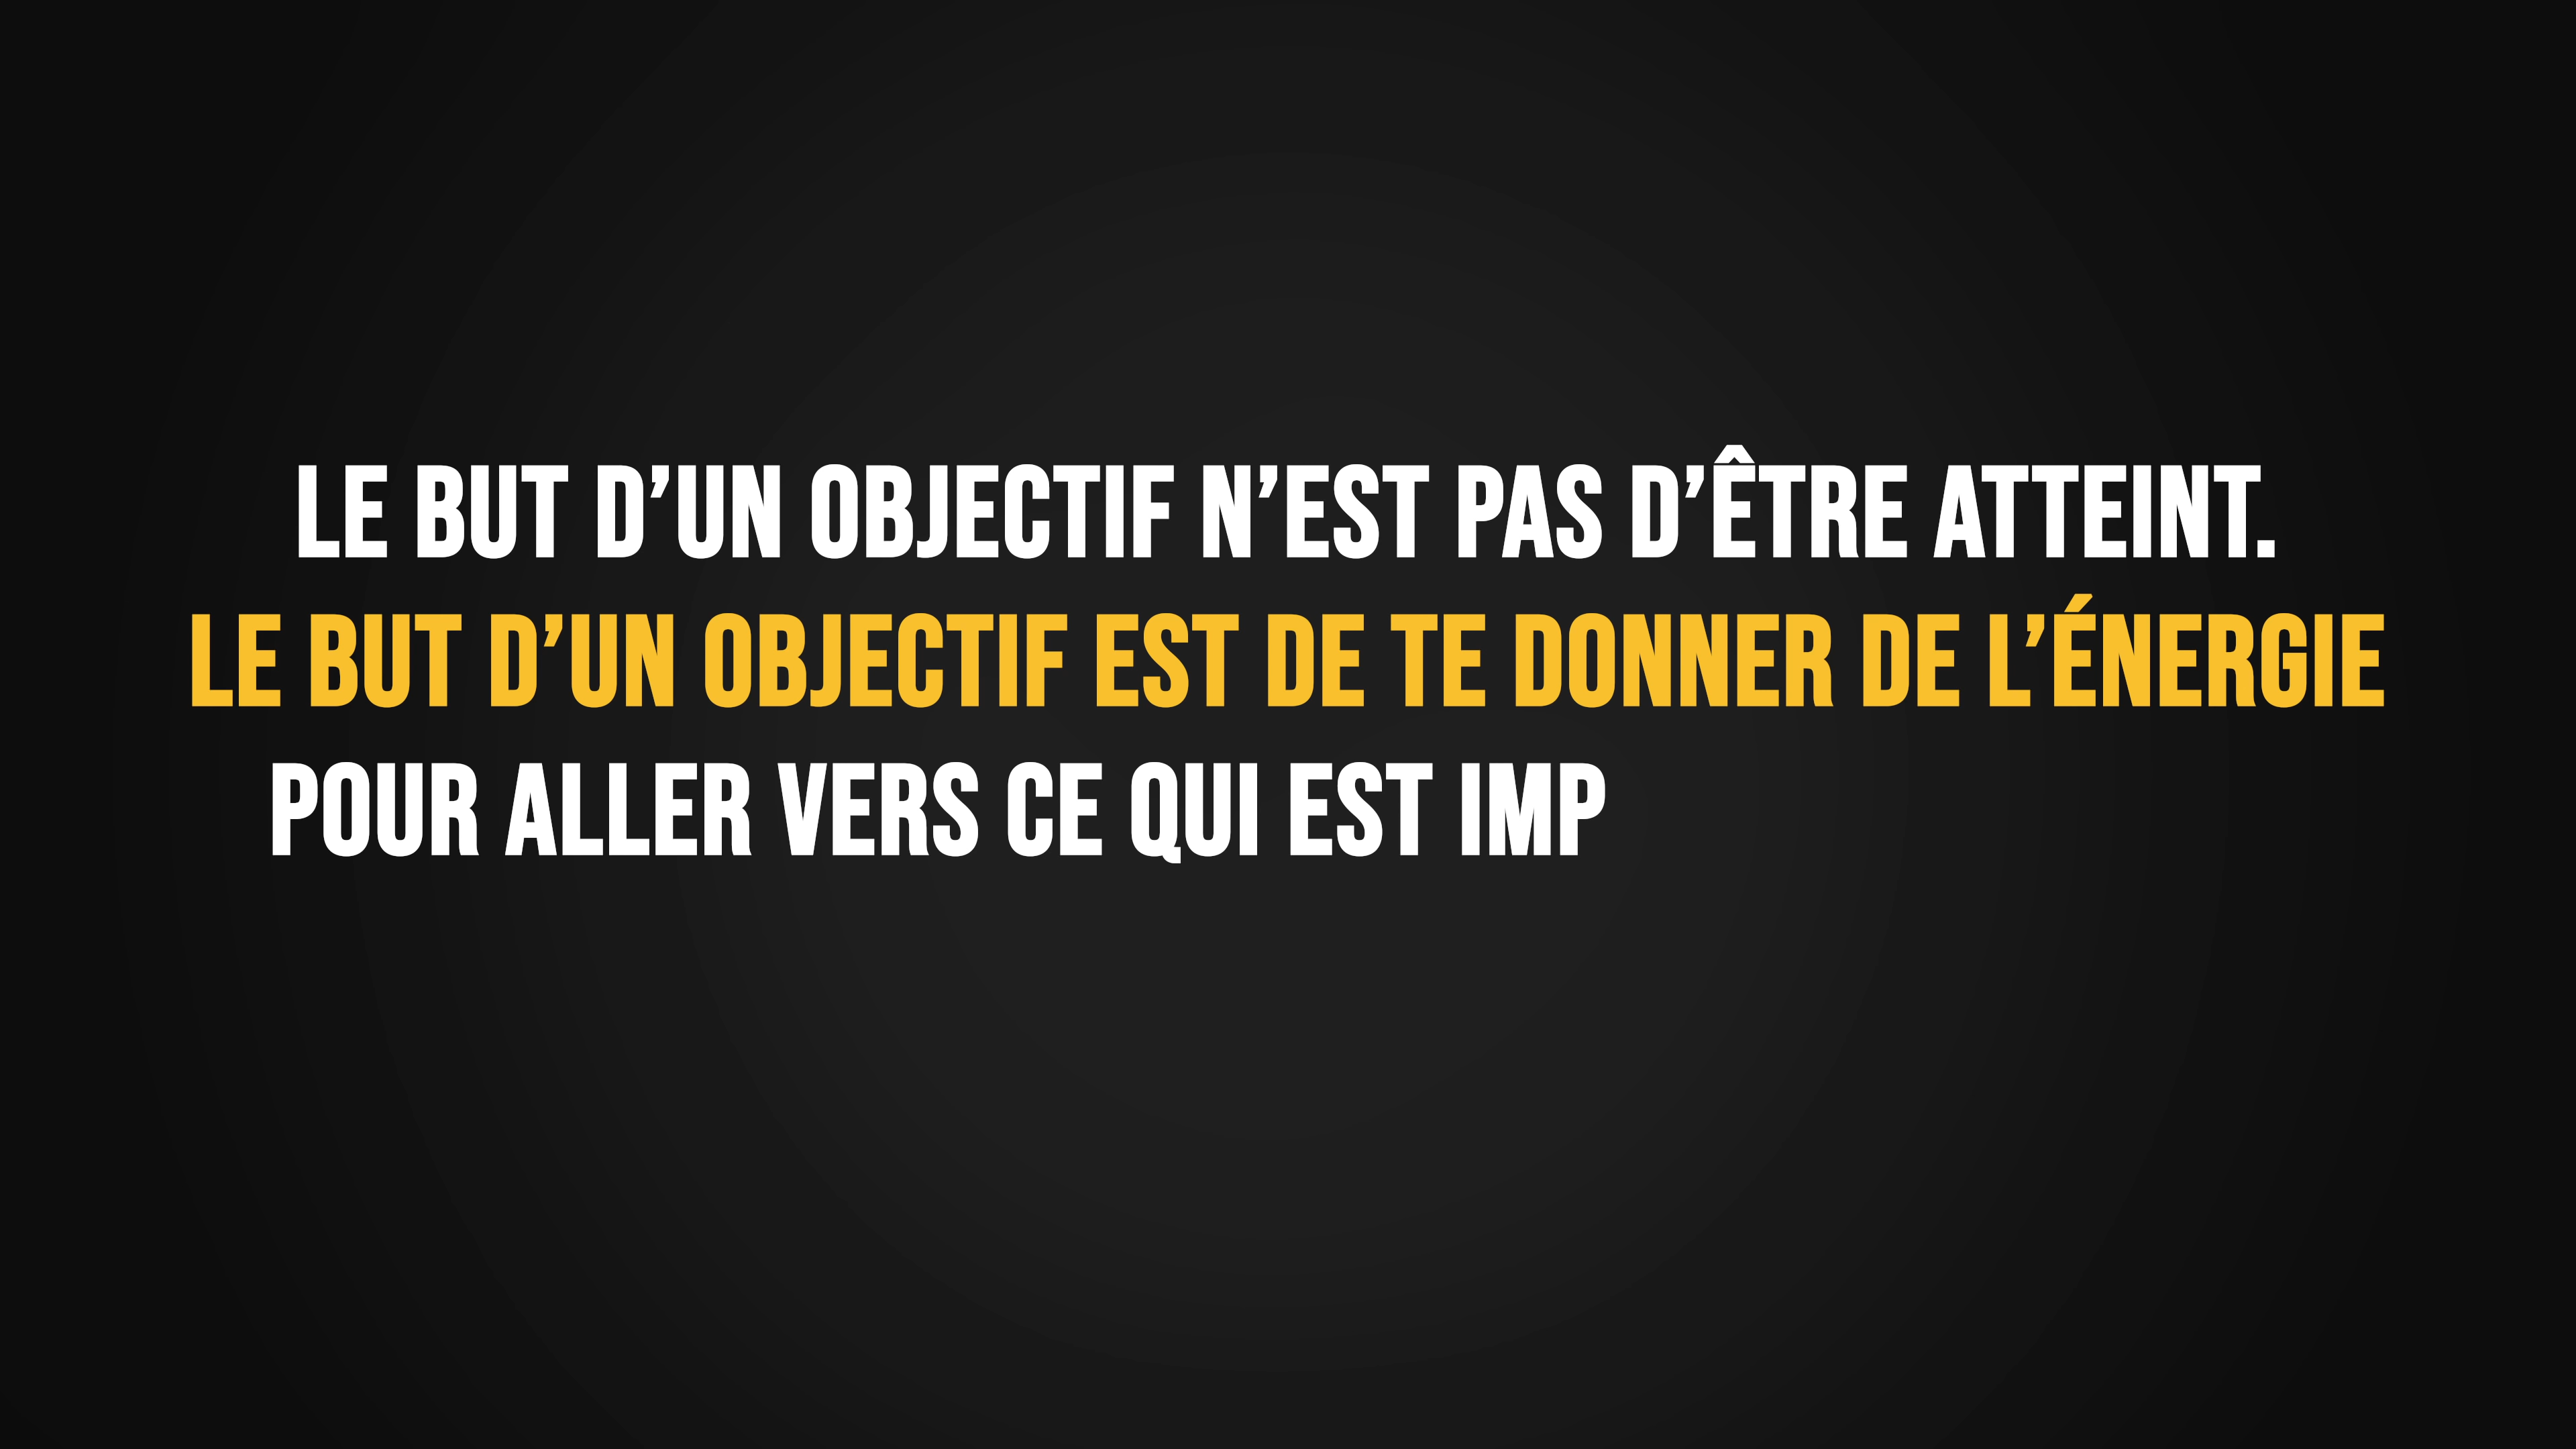 LE BUT D’UN OBJECTIF N’EST PAS D’ÊTRE ATTEINT.
LE BUT D’UN OBJECTIF EST DE TE DONNER DE L’ÉNERGIE
POUR ALLER VERS CE QUI EST IMP